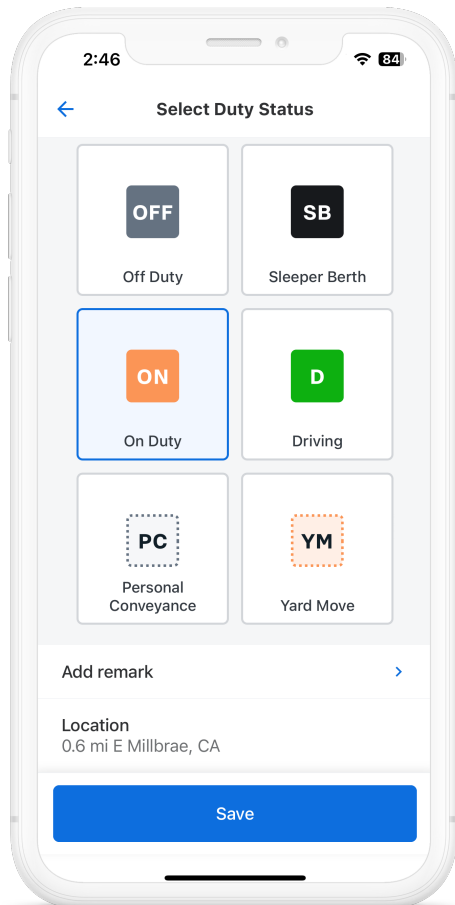 2:46
84
Select Duty Status
OFF
SB
Off Duty
Sleeper Berth
ON
D
On Duty
Driving
PC
YM
Personal
Conveyance
Yard Move
Add remark
Location
0.6 mi E Millbrae, CA
Save